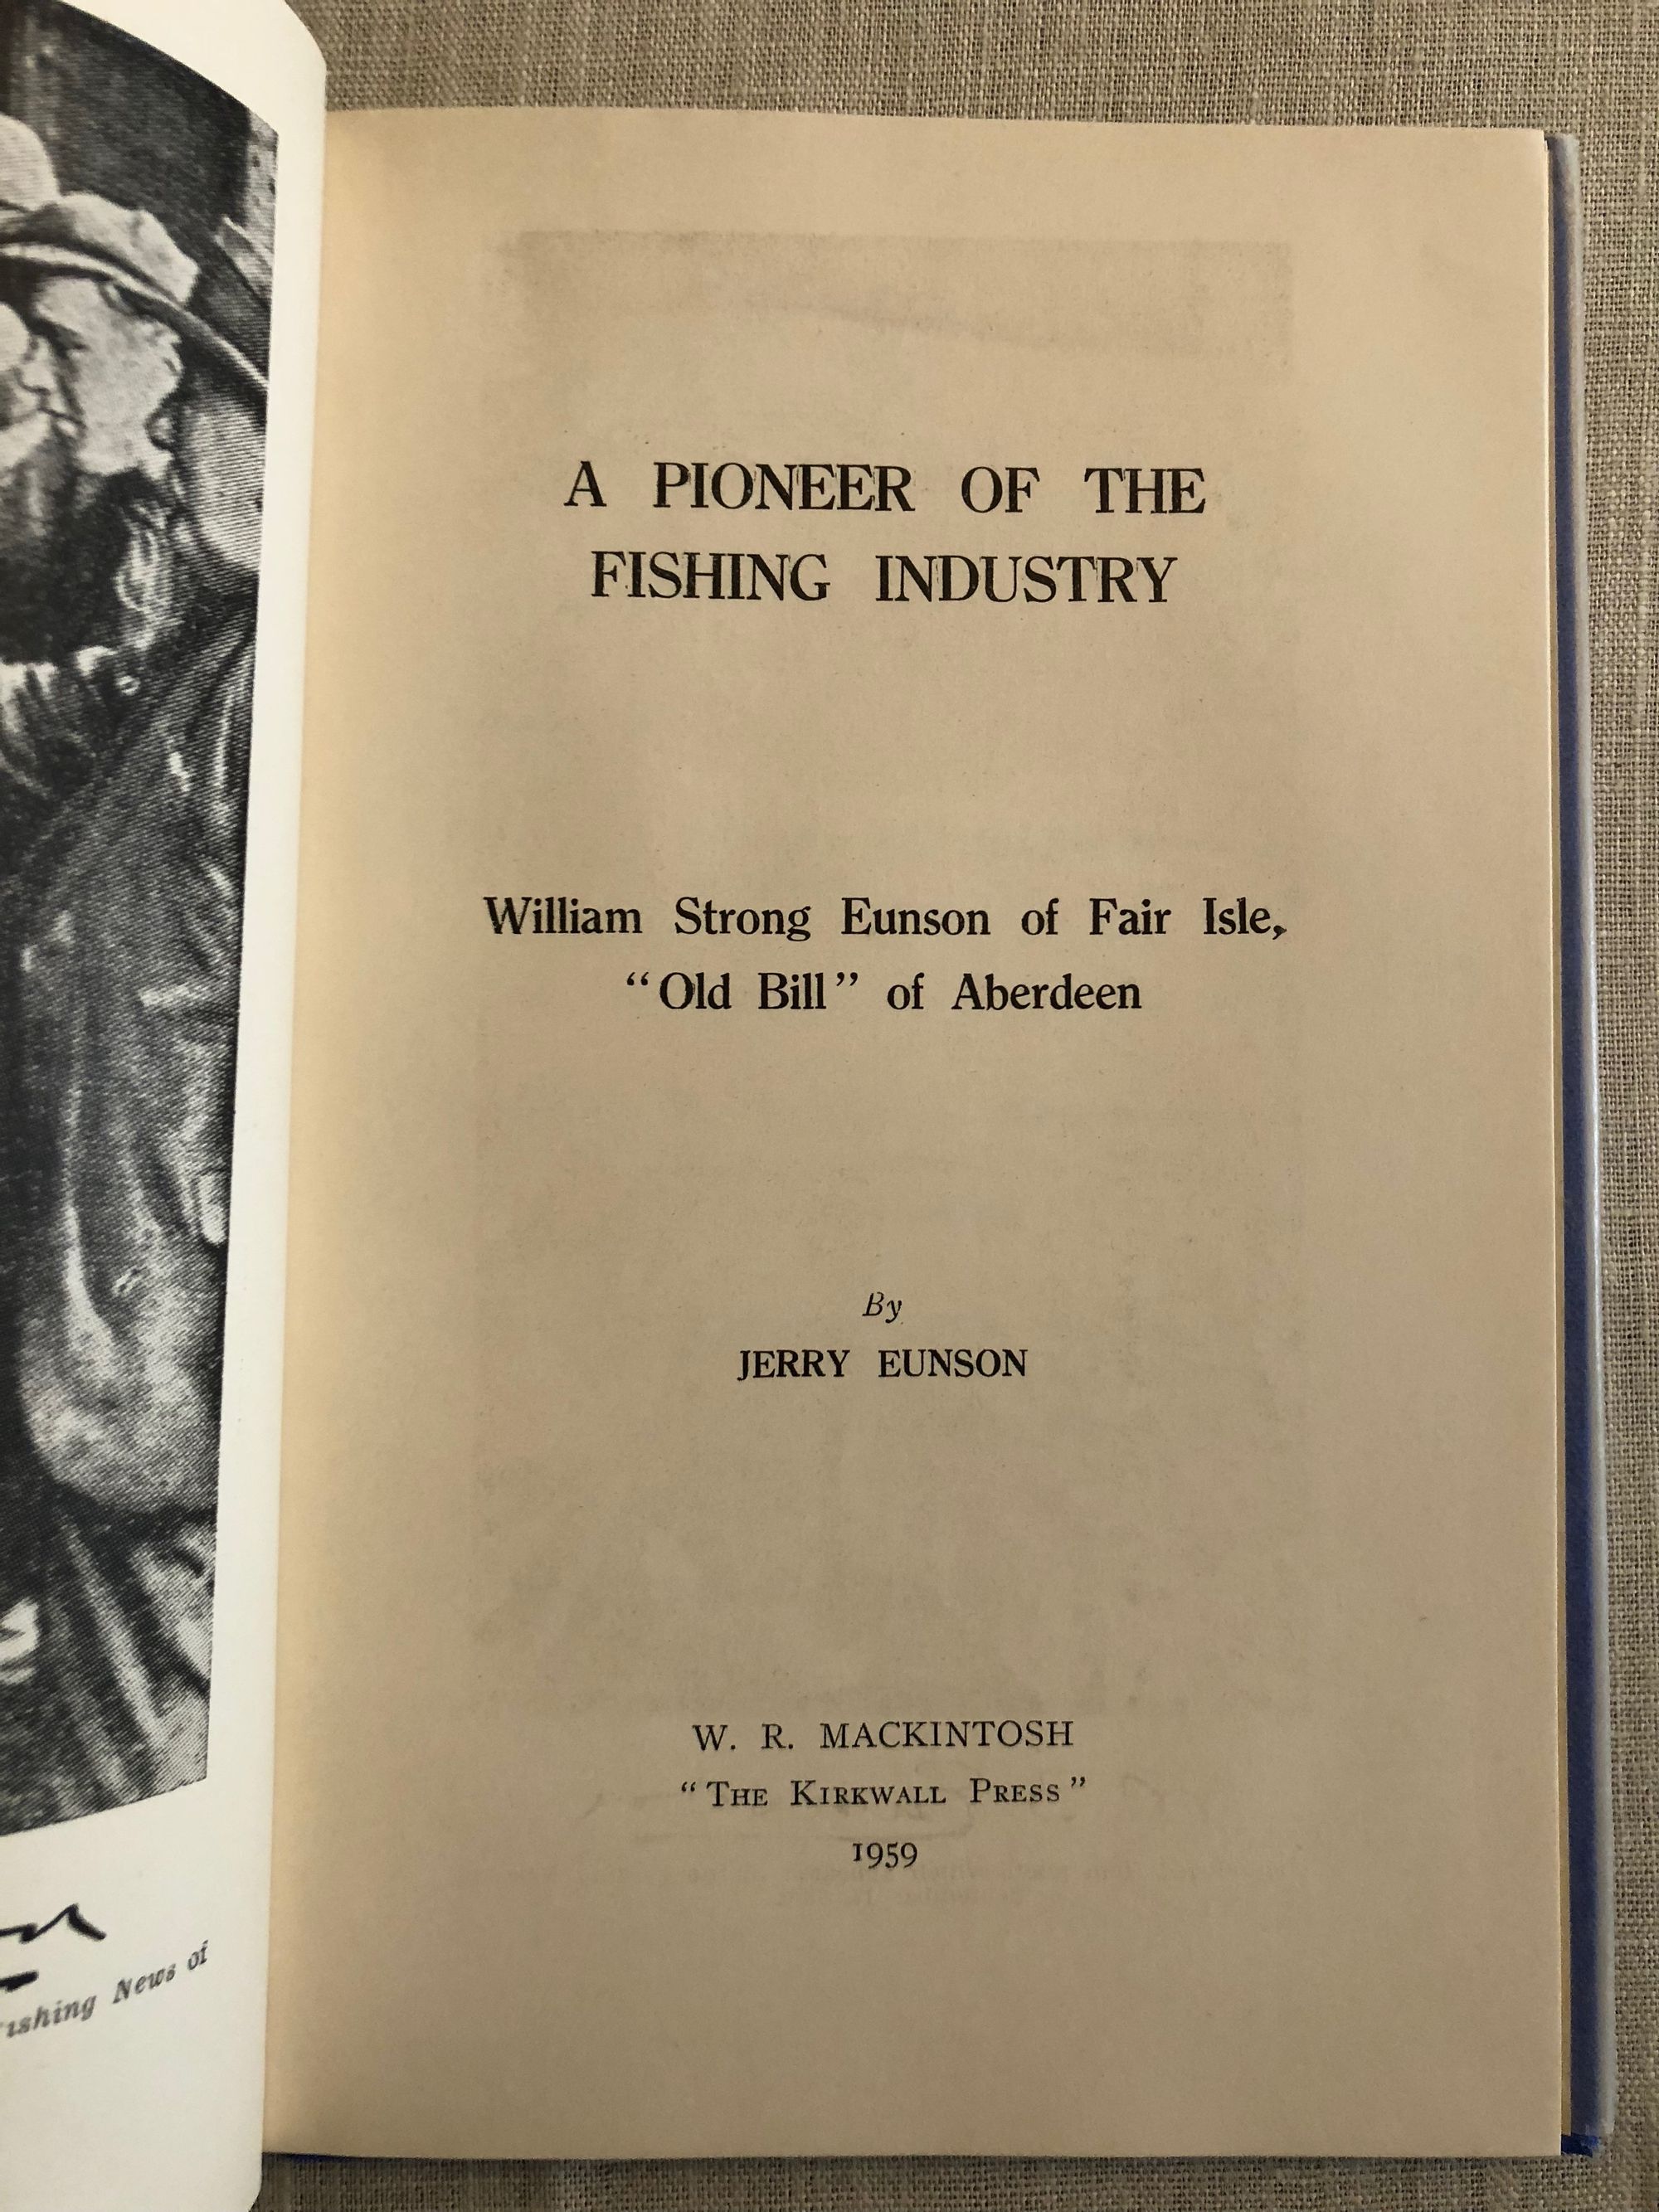 A PIONEER OF THE
FISHING INDUSTRY
William Strong Eunson of Fair Isle,
“Old Bill” of Aberdeen
By
JERRY EUNSON
W. R. MACKINTOSH
“THE KIRKWALL PRESS”
1959
News of